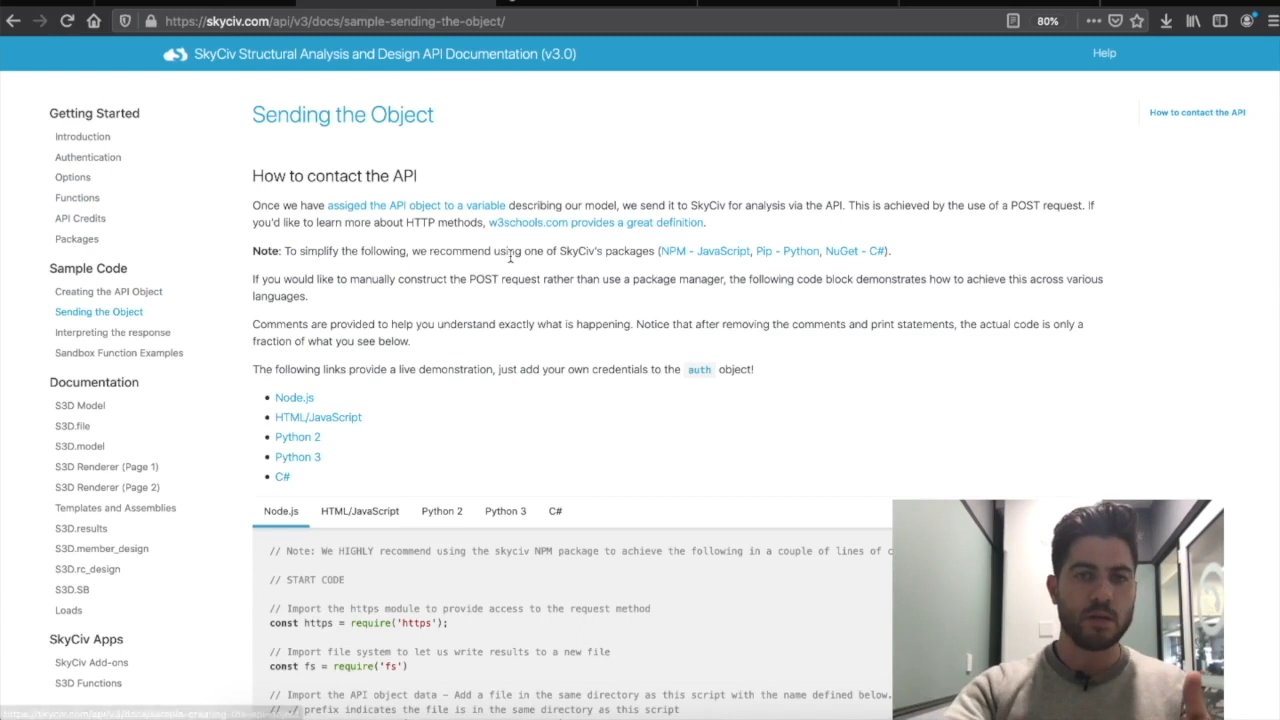 https://skyciv.com/api/v3/docs/sample-sending-the-object/
80%
SkyCiv Structural Analysis and Design API Documentation (v3.0)
Help
Getting Started
Introduction
Authentication
Options
Functions
API Credits
Packages
Sample Code
Creating the API Object
Sending the Object
Interpreting the response
Sandbox Function Examples
Documentation
S3D Model
S3D.file
S3D.model
S3D Renderer (Page 1)
S3D Renderer (Page 2)
Templates and Assemblies
S3D.results
S3D.member_design
S3D.rc_design
S3D.SB
Loads
SkyCiv Apps
SkyCiv Add-ons
S3D Functions
Sending the Object
How to contact the API
Once we have assiged the API object to a variable describing our model, we send it to SkyCiv for analysis via the API. This is achieved by the use of a POST request. If
you'd like to learn more about HTTP methods, w3schools.com provides a great definition.
Note: To simplify the following, we recommend using one of SkyCiv's packages (NPM - JavaScript, Pip - Python, NuGet - C#).
If you would like to manually construct the POST request rather than use a package manager, the following code block demonstrates how to achieve this across various
languages.
Comments are provided to help you understand exactly what is happening. Notice that after removing the comments and print statements, the actual code is only a
fraction of what you see below.
The following links provide a live demonstration, just add your own credentials to the auth object!
• Node.js
• HTML/JavaScript
• Python 2
• Python 3
• C#
Node.js HTML/JavaScript Python 2 Python 3 C#
// Note: We HIGHLY recommend using the skyciv NPM package to achieve the following in a couple of lines of c
// START CODE
// Import the https module to provide access to the request method
const https = require('https');
// Import file system to let us write results to a new file
const fs = require('fs')
// Import the API object data - Add a file in the same directory as this script with the name defined below.
// './' prefix indicates the file is in the same directory as this script
How to contact the API